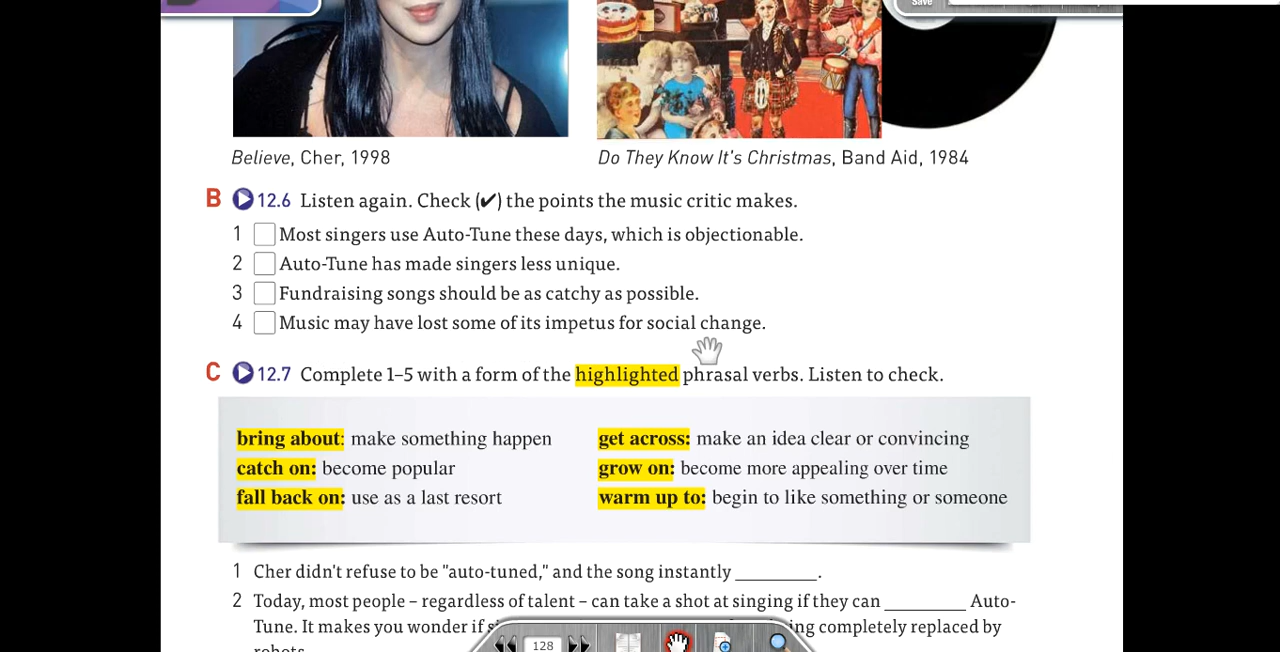 Save
Believe, Cher, 1998
Do They Know It's Christmas, Band Aid, 1984
B 12.6 Listen again. Check (✔) the points the music critic makes.
1 Most singers use Auto-Tune these days, which is objectionable.
2 Auto-Tune has made singers less unique.
3 Fundraising songs should be as catchy as possible.
4 Music may have lost some of its impetus for social change.
C 12.7 Complete 1–5 with a form of the highlighted phrasal verbs. Listen to check.
bring about: make something happen
catch on: become popular
fall back on: use as a last resort
get across: make an idea clear or convincing
grow on: become more appealing over time
warm up to: begin to like something or someone
1 Cher didn't refuse to be "auto-tuned," and the song instantly _________.
2 Today, most people – regardless of talent – can take a shot at singing if they can _________ Auto-
Tune. It makes you wonder if completely replaced by
robots.
128